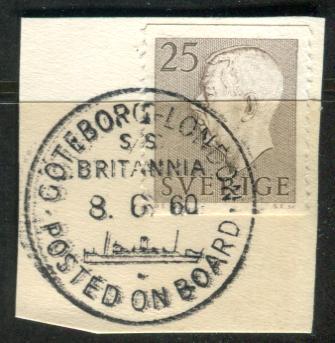 25
SVERIGE
GÖTEBORG-LONDON
S/S
BRITANNIA
8. 6. 60
POSTED ON BOARD